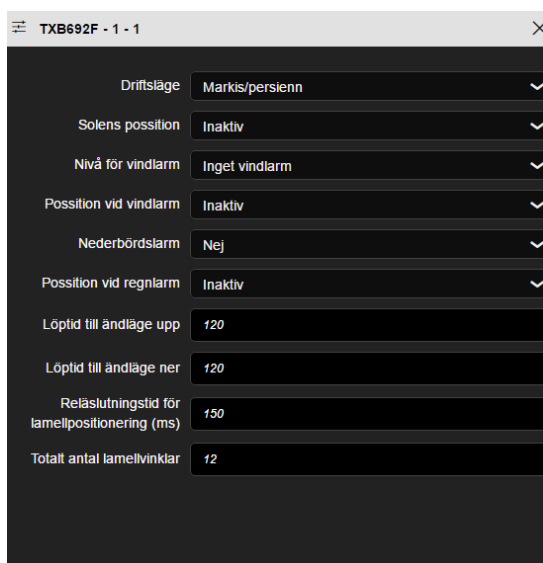 TXB692F - 1 - 1
Driftsläge Markis/persienn
Solens possition Inaktiv
Nivå för vindlarm Inget vindlarm
Possition vid vindlarm Inaktiv
Nederbördslarm Nej
Possition vid regnlarm Inaktiv
Löptid till ändläge upp 120
Löptid till ändläge ner 120
Reläslutningstid för
lamellpositionering (ms) 150
Totalt antal lamellvinklar 12